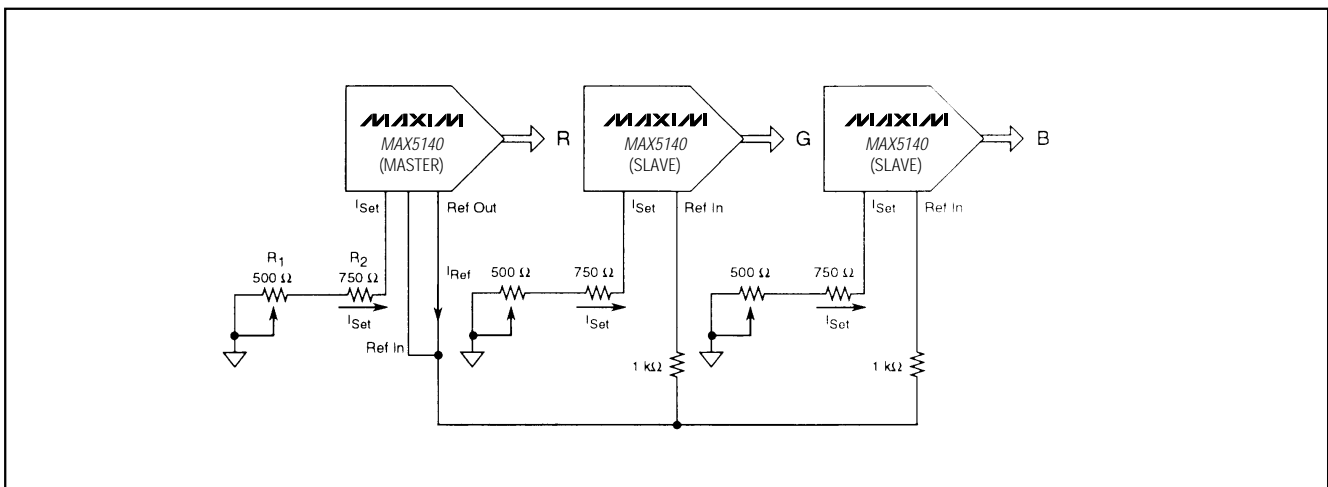 MAXIM
MAX5140
(MASTER)
R
MAXIM
MAX5140
(SLAVE)
G
MAXIM
MAX5140
(SLAVE)
B
ISet
Ref Out
ISet
Ref In
ISet
Ref In
R1
500 Ω
R2
750 Ω
ISet
IRef
500 Ω
750 Ω
ISet
500 Ω
750 Ω
ISet
Ref In
1 kΩ
1 kΩ